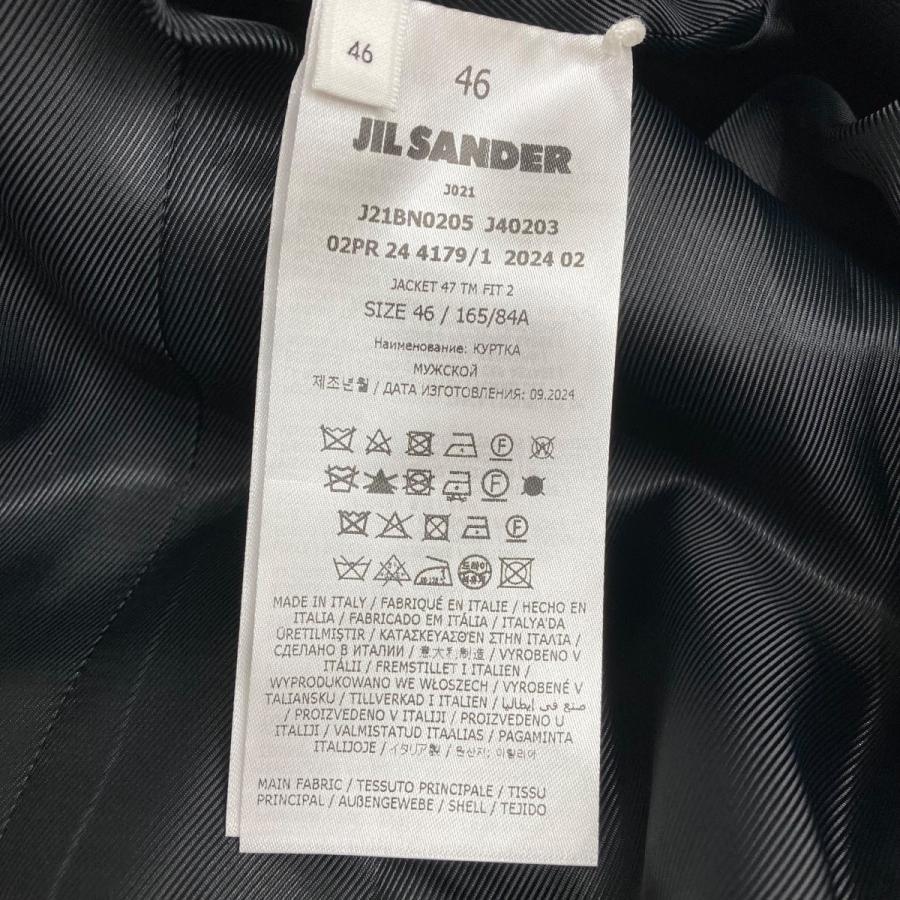 46
46
JIL SANDER
J021
J21BN0205 J40203
02PR 24 4179/1 2024 02
JACKET 47 TM FIT 2
SIZE 46 / 165/84A
Наименование: КУРТКА
МУЖСКОЙ
제조년월 / ДАТА ИЗГОТОВЛЕНИЯ: 09.2024
F
F
F
드라이
MADE IN ITALY / FABRIQUÉ EN ITALIE / HECHO EN
ITALIA / FABRICADO EM ITÁLIA / ITALYA'DA
ÜRETILMIŞTIR / ΚΑΤΑΣΚΕΥΑΣΘΈΝ ΣΤΗΝ ΙΤΑΛΊΑ /
СДЕЛАНО В ИТАЛИИ / 意大利制造 / VYROBENO V
ITÁLII / FREMSTILLET I ITALIEN /
WYPRODUKOWANO WE WŁOSZECH / VYROBENÉ V
TALIANSKU / TILLVERKAD I ITALIEN / صنع في إيطاليا
/ PROIZVEDENO V ITALIJI / PROIZVEDENO U
ITALIJI / VALMISTATUD ITAALIAS / PAGAMINTA
ITALIJOJE / イタリア製 / 원산지: 이탈리아
MAIN FABRIC / TESSUTO PRINCIPALE / TISSU
PRINCIPAL / AUßENGEWEBE / SHELL / TEJIDO